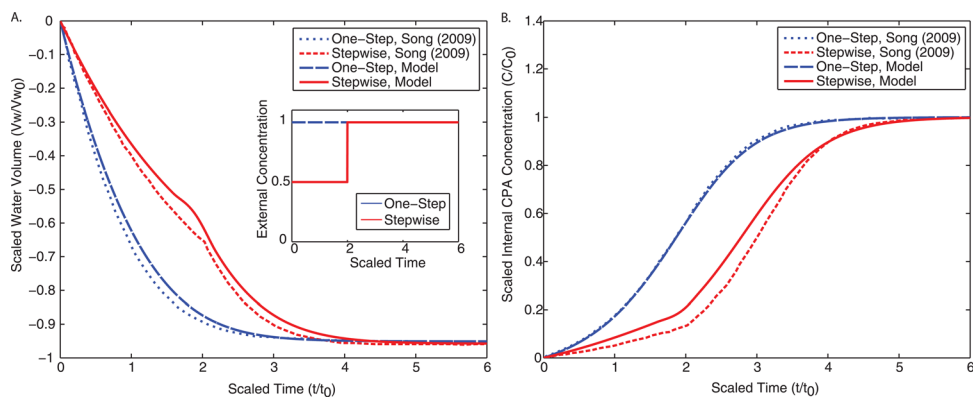 A.
Scaled Water Volume (Vw/Vw0)
0
−0.1
−0.2
−0.3
−0.4
−0.5
−0.6
−0.7
−0.8
−0.9
−1
0 1 2 3 4 5 6
Scaled Time (t/t0)
One−Step, Song (2009)
Stepwise, Song (2009)
One−Step, Model
Stepwise, Model
External Concentration
1
0.5
0
0 2 4 6
Scaled Time
One−Step
Stepwise
B.
Scaled Internal CPA Concentration (C/C0)
1.4
1.2
1
0.8
0.6
0.4
0.2
0
0 1 2 3 4 5 6
Scaled Time (t/t0)
One−Step, Song (2009)
Stepwise, Song (2009)
One−Step, Model
Stepwise, Model